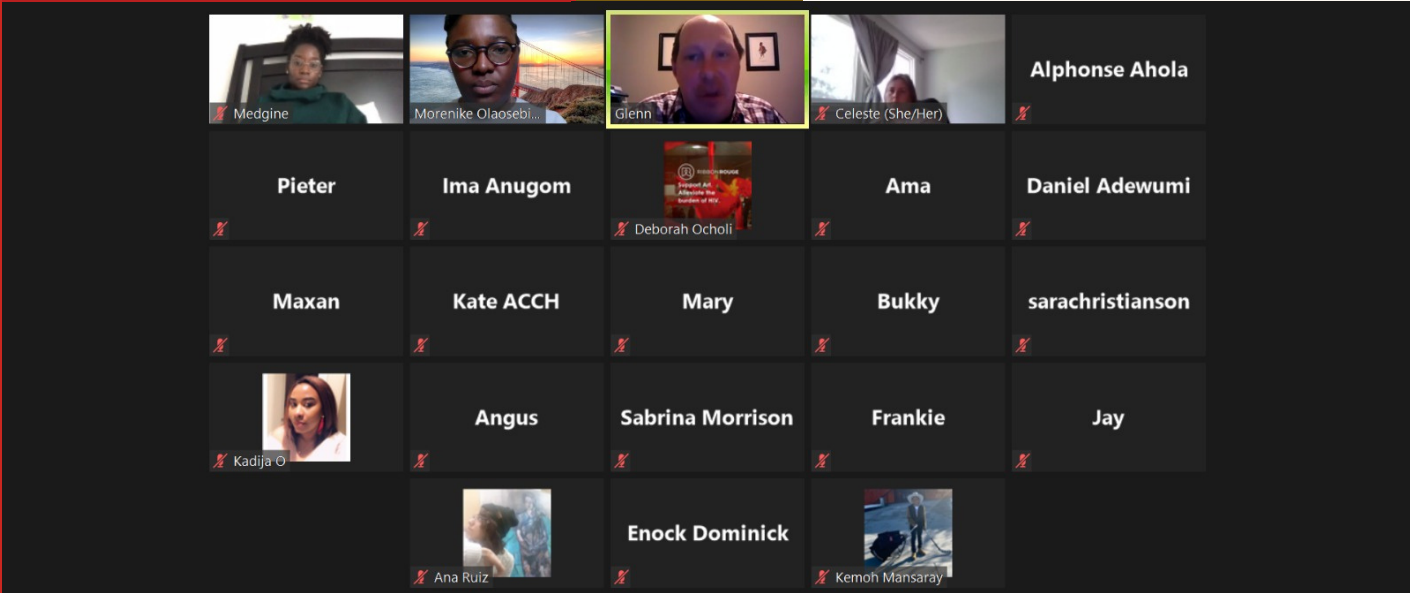 Medgine
Morenike Olaosebi...
Glenn
Celeste (She/Her)
Alphonse Ahola
Pieter
Ima Anugom
RIBBON ROUGE
Support Art.
Alleviate the
burden of HIV.
Deborah Ocholi
Ama
Daniel Adewumi
Maxan
Kate ACCH
Mary
Bukky
sarachristianson
Kadija O
Angus
Sabrina Morrison
Frankie
Jay
Ana Ruiz
Enock Dominick
Kemoh Mansaray